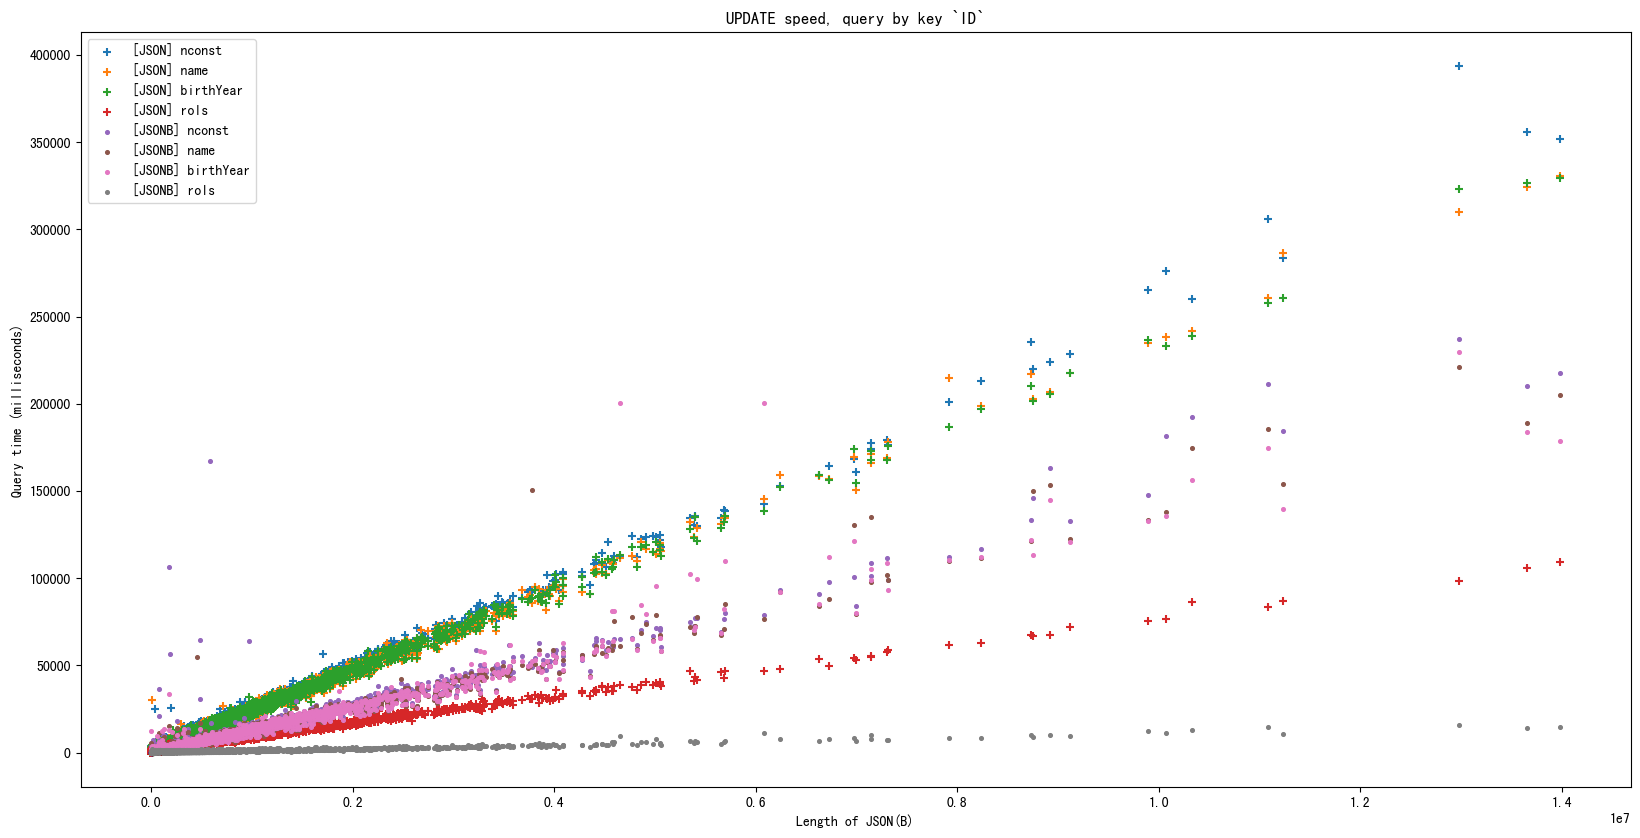 UPDATE speed, query by key `ID`
[JSON] nconst
[JSON] name
[JSON] birthYear
[JSON] rols
[JSONB] nconst
[JSONB] name
[JSONB] birthYear
[JSONB] rols
400000
350000
300000
250000
200000
150000
100000
50000
0
Query time (milliseconds)
0.0 0.2 0.4 0.6 0.8 1.0 1.2 1.4
1e7
Length of JSON(B)